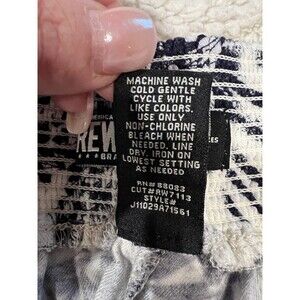 MACHINE WASH
COLD GENTLE
CYCLE WITH
LIKE COLORS.
USE ONLY
NON-CHLORINE
BLEACH WHEN
NEEDED. LINE
DRY. IRON ON
LOWEST SETTING
AS NEEDED
RN# 88083
CUT# RW7113
STYLE#
J11029A71561